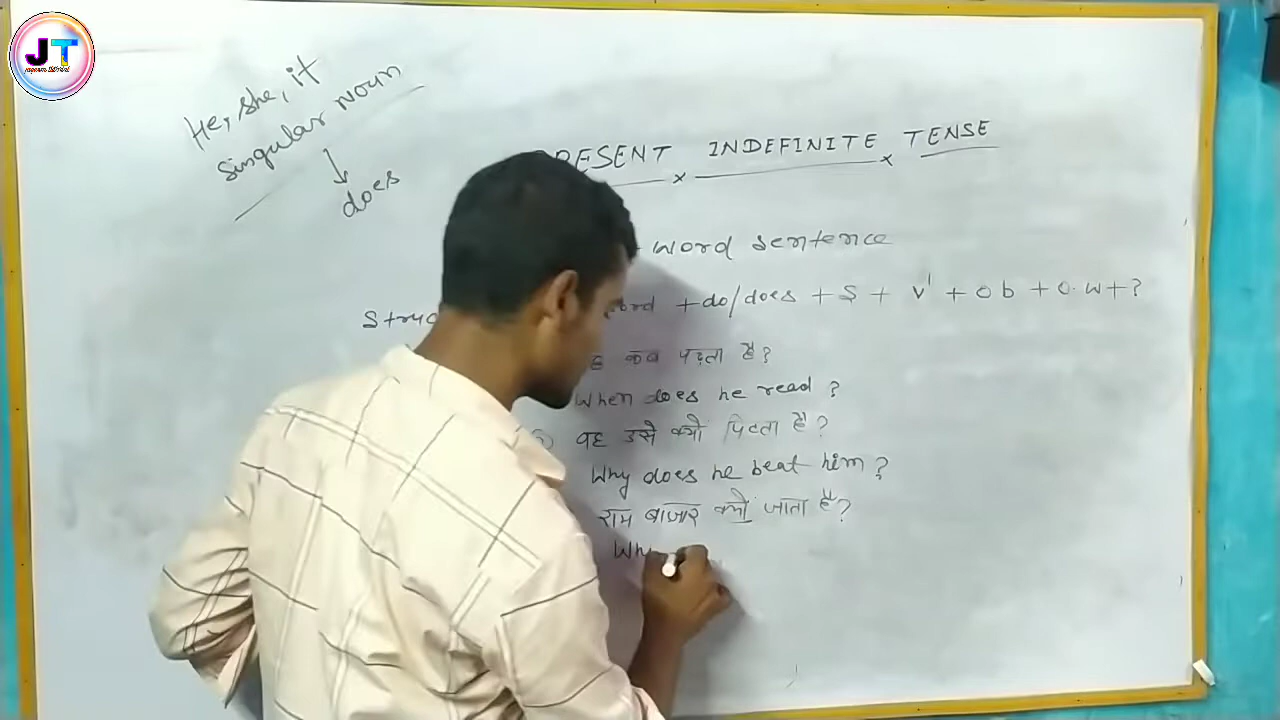 JT
He, she, it
singular noun
does
PRESENT INDEFINITE TENSE
word sentence
+do/does + S + V¹ + ob + o.w+?
कब पढ़ता है?
When does he read ?
वह उसे क्यों पिटता है?
Why does he beat him ?
राम बाजार क्यों जाता है?
Why